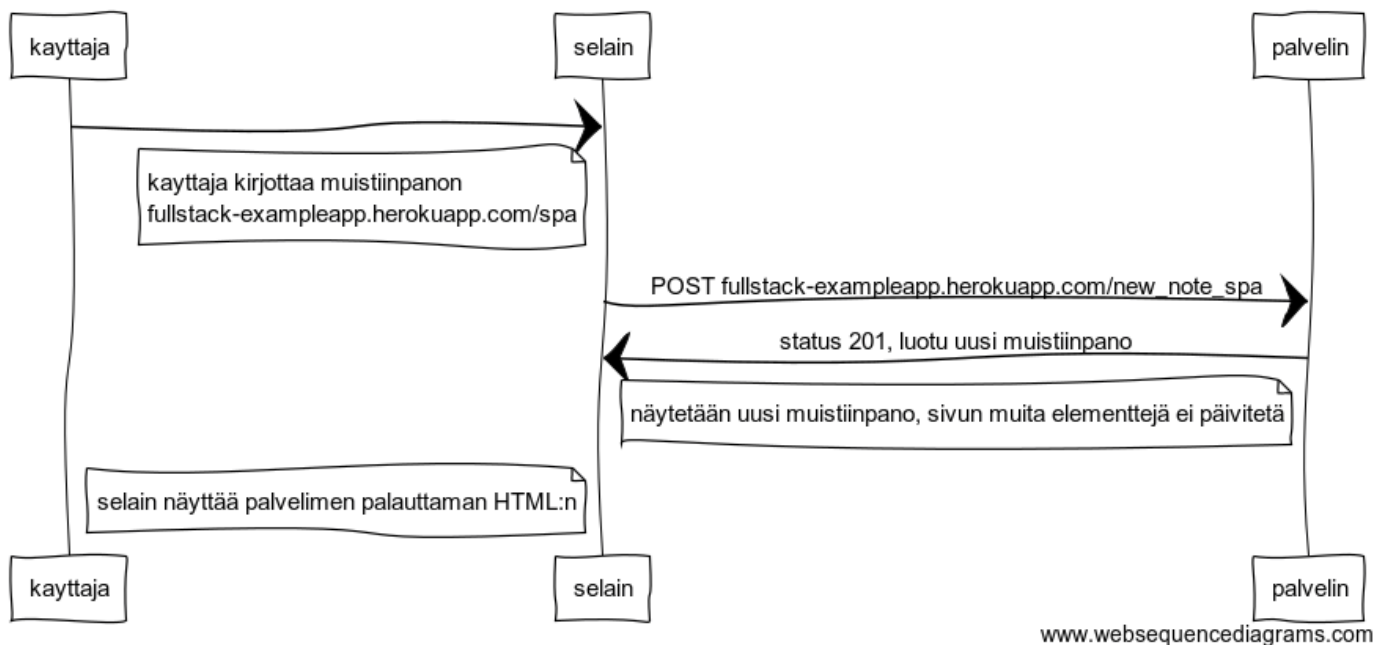 kayttaja
selain
palvelin
kayttaja kirjottaa muistiinpanon
fullstack-exampleapp.herokuapp.com/spa
POST fullstack-exampleapp.herokuapp.com/new_note_spa
status 201, luotu uusi muistiinpano
näytetään uusi muistiinpano, sivun muita elementtejä ei päivitetä
selain näyttää palvelimen palauttaman HTML:n
kayttaja
selain
palvelin
www.websequencediagrams.com